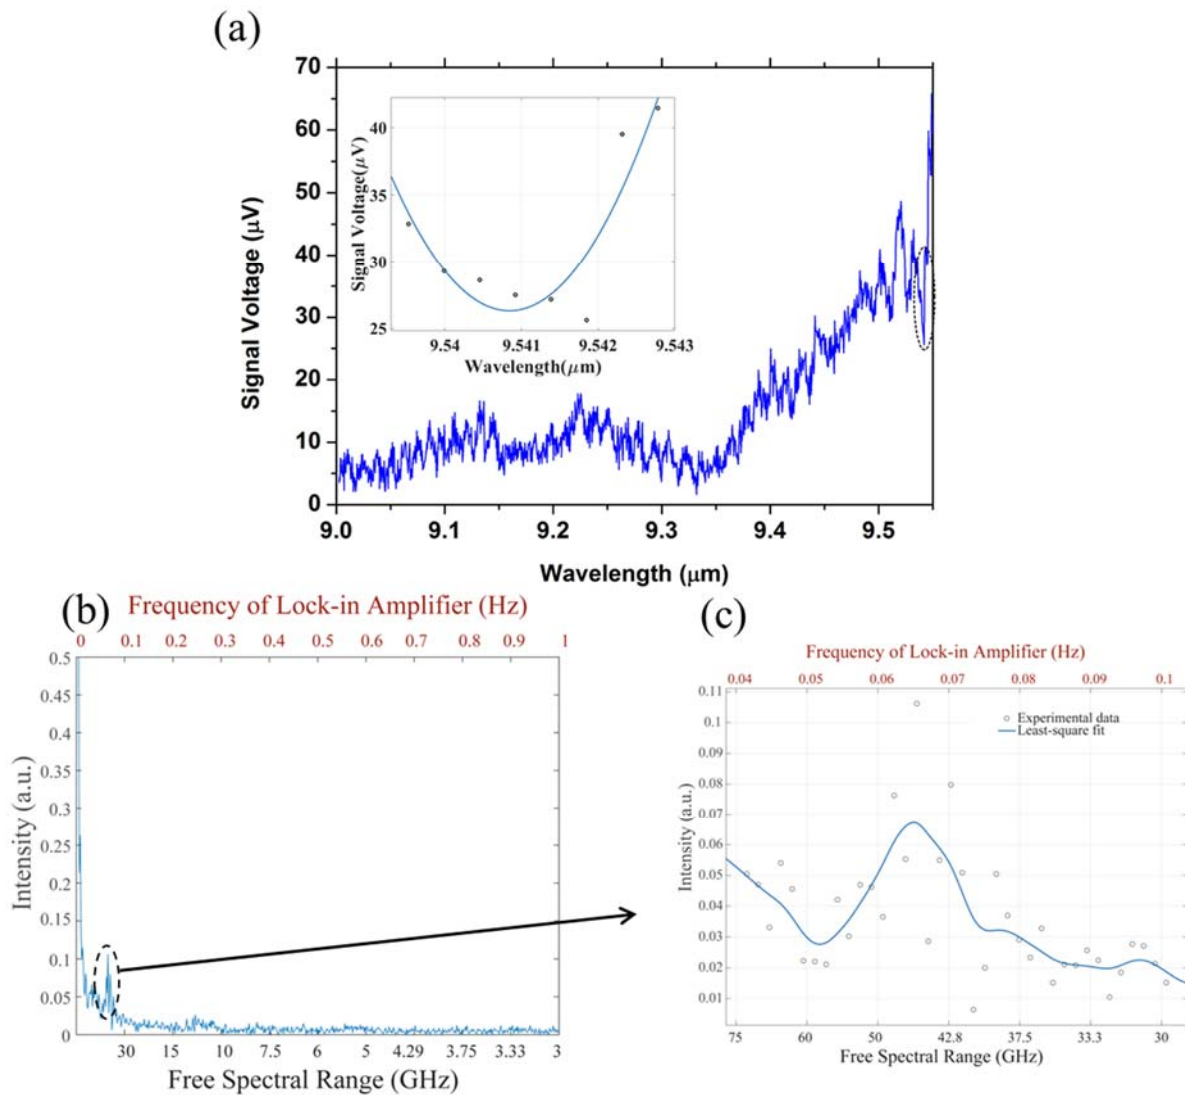 (a)
70
60
50
40
30
20
10
0
Signal Voltage (μV)
9.0 9.1 9.2 9.3 9.4 9.5
Wavelength (μm)
40
35
30
25
Signal Voltage(μV)
9.54 9.541 9.542 9.543
Wavelength(μm)
(b)
Frequency of Lock-in Amplifier (Hz)
0 0.1 0.2 0.3 0.4 0.5 0.6 0.7 0.8 0.9 1
0.5
0.45
0.4
0.35
0.3
0.25
0.2
0.15
0.1
0.05
0
Intensity (a.u.)
30 15 10 7.5 6 5 4.29 3.75 3.33 3
Free Spectral Range (GHz)
(c)
Frequency of Lock-in Amplifier (Hz)
0.04 0.05 0.06 0.07 0.08 0.09 0.1
0.11
0.1
0.08
0.07
0.06
0.05
0.04
0.03
0.02
0.01
Intensity (a.u.)
Experimental data
Least-square fit
75 60 50 42.8 37.5 33.3 30
Free Spectral Range (GHz)